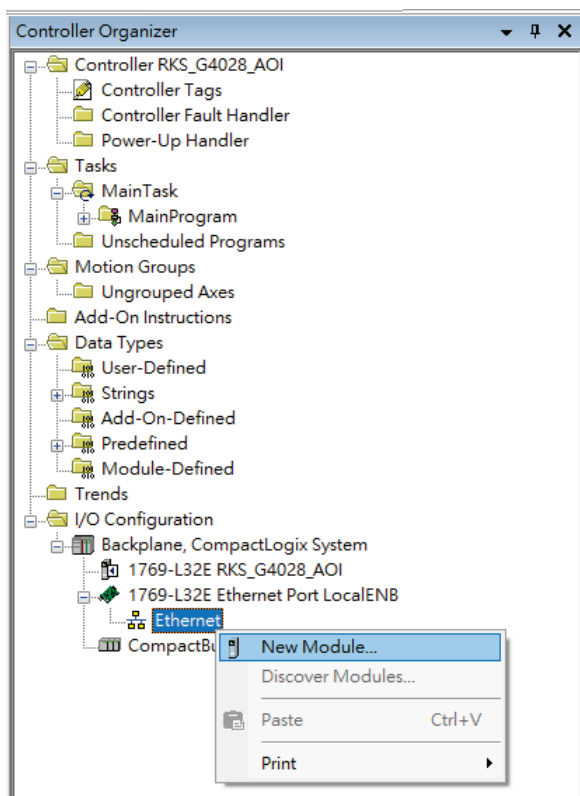 Controller Organizer
Controller RKS_G4028_AOI
Controller Tags
Controller Fault Handler
Power-Up Handler
Tasks
MainTask
MainProgram
Unscheduled Programs
Motion Groups
Ungrouped Axes
Add-On Instructions
Data Types
User-Defined
Strings
Add-On-Defined
Predefined
Module-Defined
Trends
I/O Configuration
Backplane, CompactLogix System
1769-L32E RKS_G4028_AOI
1769-L32E Ethernet Port LocalENB
Ethernet
CompactBu
New Module...
Discover Modules...
Paste Ctrl+V
Print